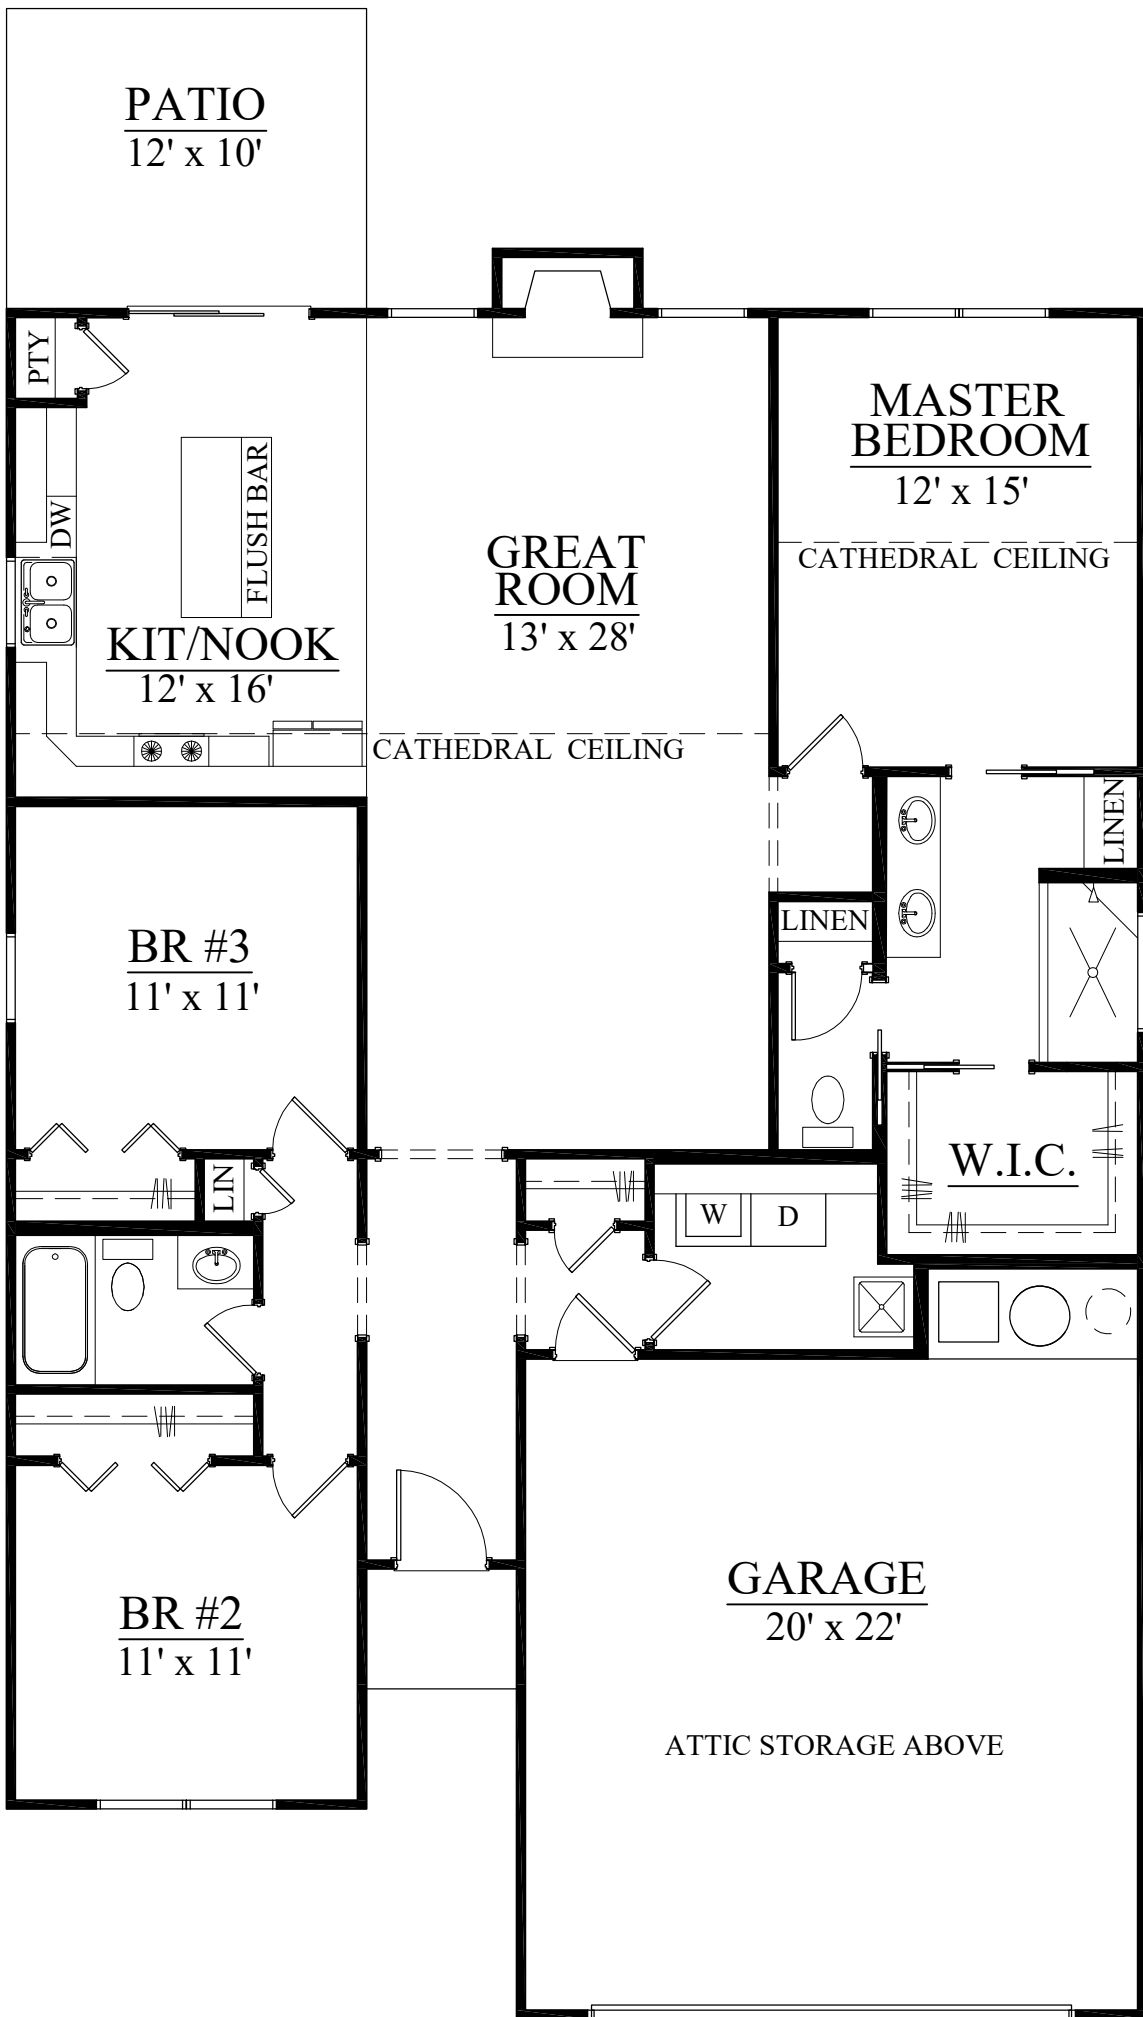 PATIO
12' x 10'
PTY
MASTER
BEDROOM
12' x 15'
FLUSH BAR
DW
GREAT
ROOM
13' x 28'
CATHEDRAL CEILING
KIT/NOOK
12' x 16'
CATHEDRAL CEILING
LINEN
LINEN
BR #3
11' x 11'
W.I.C.
LIN
W
D
GARAGE
20' x 22'
BR #2
11' x 11'
ATTIC STORAGE ABOVE